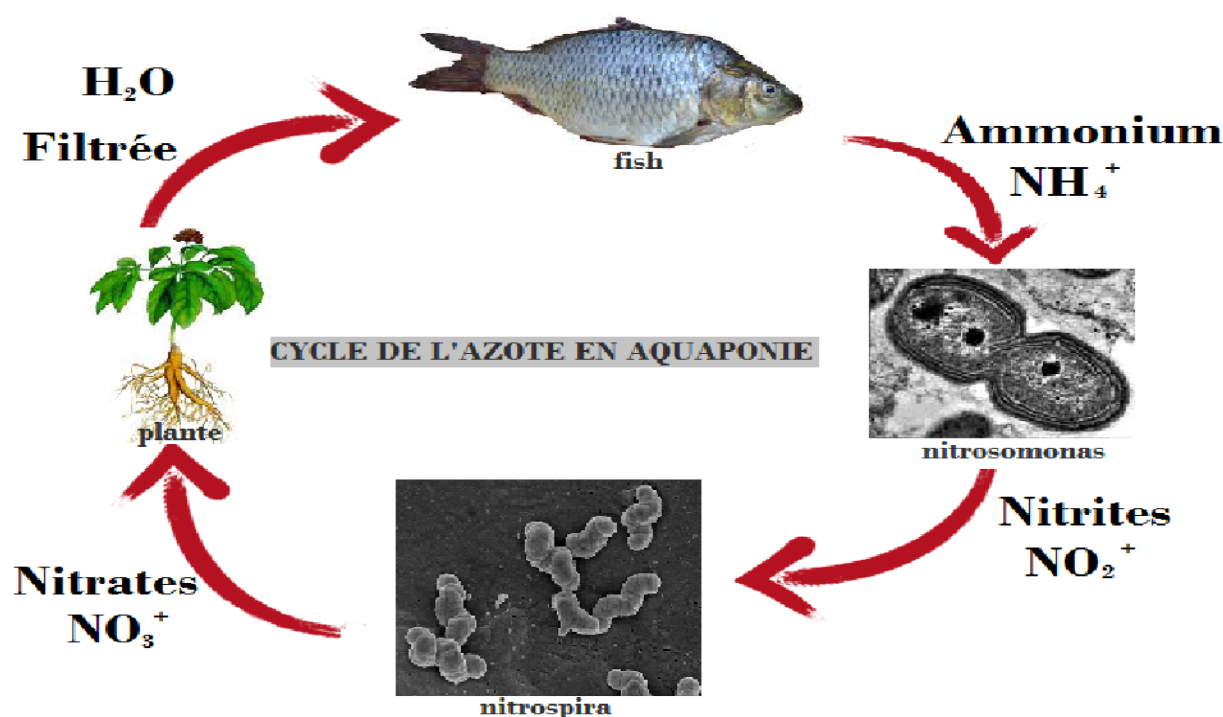 H₂O
Filtrée
fish
Ammonium
NH₄⁺
plante
CYCLE DE L'AZOTE EN AQUAPONIE
nitrosomonas
Nitrites
NO₂⁺
Nitrates
NO₃⁺
nitrospira